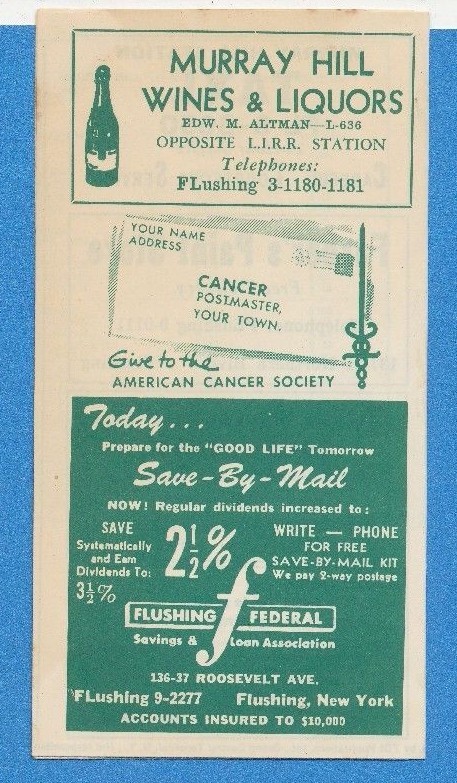 MURRAY HILL
WINES & LIQUORS
EDW. M. ALTMAN—L-636
OPPOSITE L.I.R.R. STATION
Telephones:
FLushing 3-1180-1181
YOUR NAME
ADDRESS
CANCER
POSTMASTER,
YOUR TOWN.
Give to the
AMERICAN CANCER SOCIETY
Today...
Prepare for the "GOOD LIFE" Tomorrow
Save-By-Mail
NOW! Regular dividends increased to:
SAVE
Systematically
and Earn
Dividends To:
3½%
2½%
WRITE — PHONE
FOR FREE
SAVE-BY-MAIL KIT
We pay 2-way postage
FLUSHING f FEDERAL
Savings & Loan Association
136-37 ROOSEVELT AVE.
FLushing 9-2277 Flushing, New York
ACCOUNTS INSURED TO $10,000